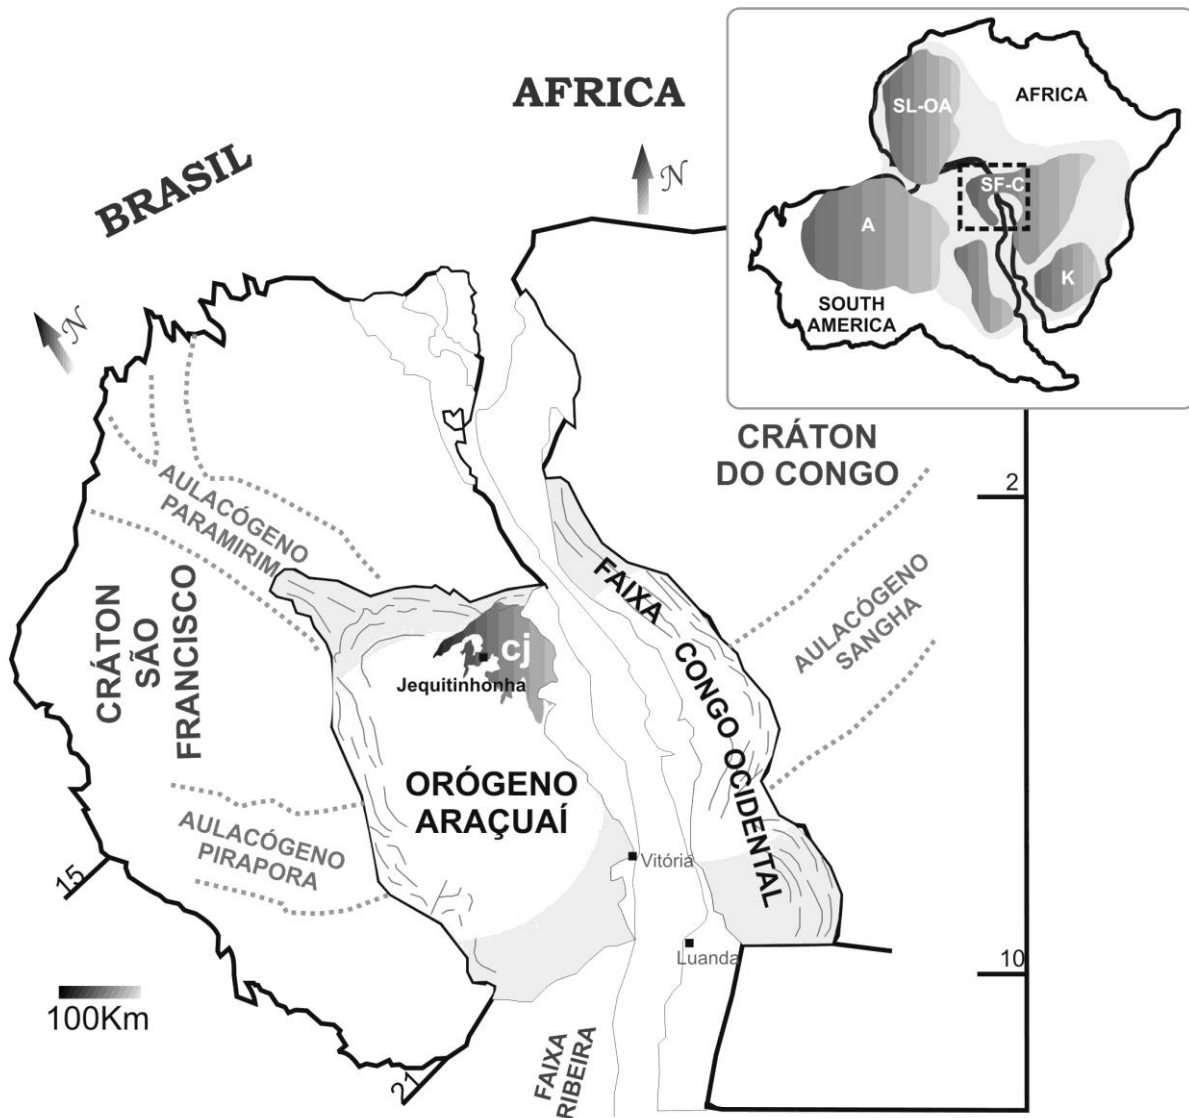 AFRICA
BRASIL
N
N
SL-OA
AFRICA
SF-C
A
K
SOUTH
AMERICA
CRÁTON
DO CONGO
2
AULACÓGENO
PARAMIRIM
FAIXA
CONGO OCIDENTAL
AULACÓGENO
SANGHA
CRÁTON
SÃO
FRANCISCO
cj
Jequitinhonha
ORÓGENO
ARAÇUAÍ
AULACÓGENO
PIRAPORA
Vitória
15
Luanda
10
100Km
21
FAIXA
RIBEIRA